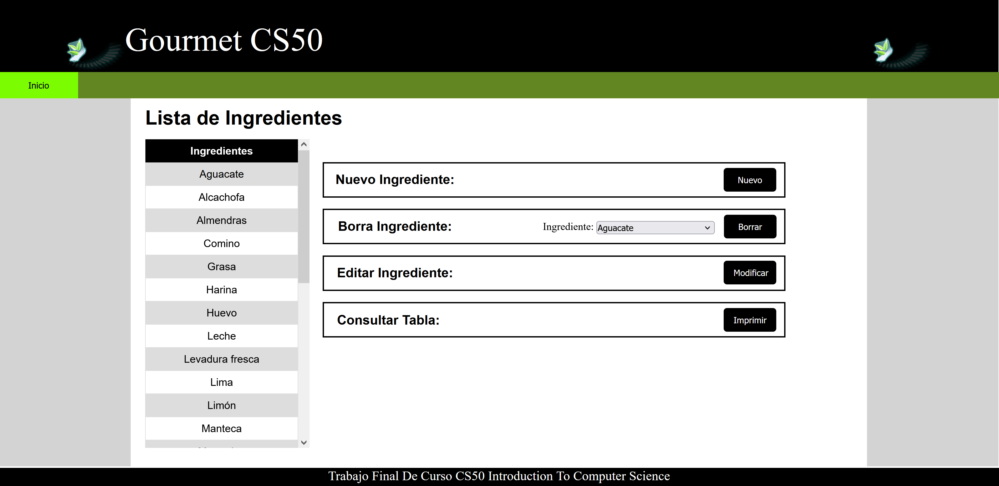 Gourmet CS50
Inicio
Lista de Ingredientes
Ingredientes
Aguacate
Alcachofa
Almendras
Comino
Grasa
Harina
Huevo
Leche
Levadura fresca
Lima
Limón
Manteca
Nuevo Ingrediente:
Nuevo
Borra Ingrediente:
Ingrediente: Aguacate
Borrar
Editar Ingrediente:
Modificar
Consultar Tabla:
Imprimir
Trabajo Final De Curso CS50 Introduction To Computer Science